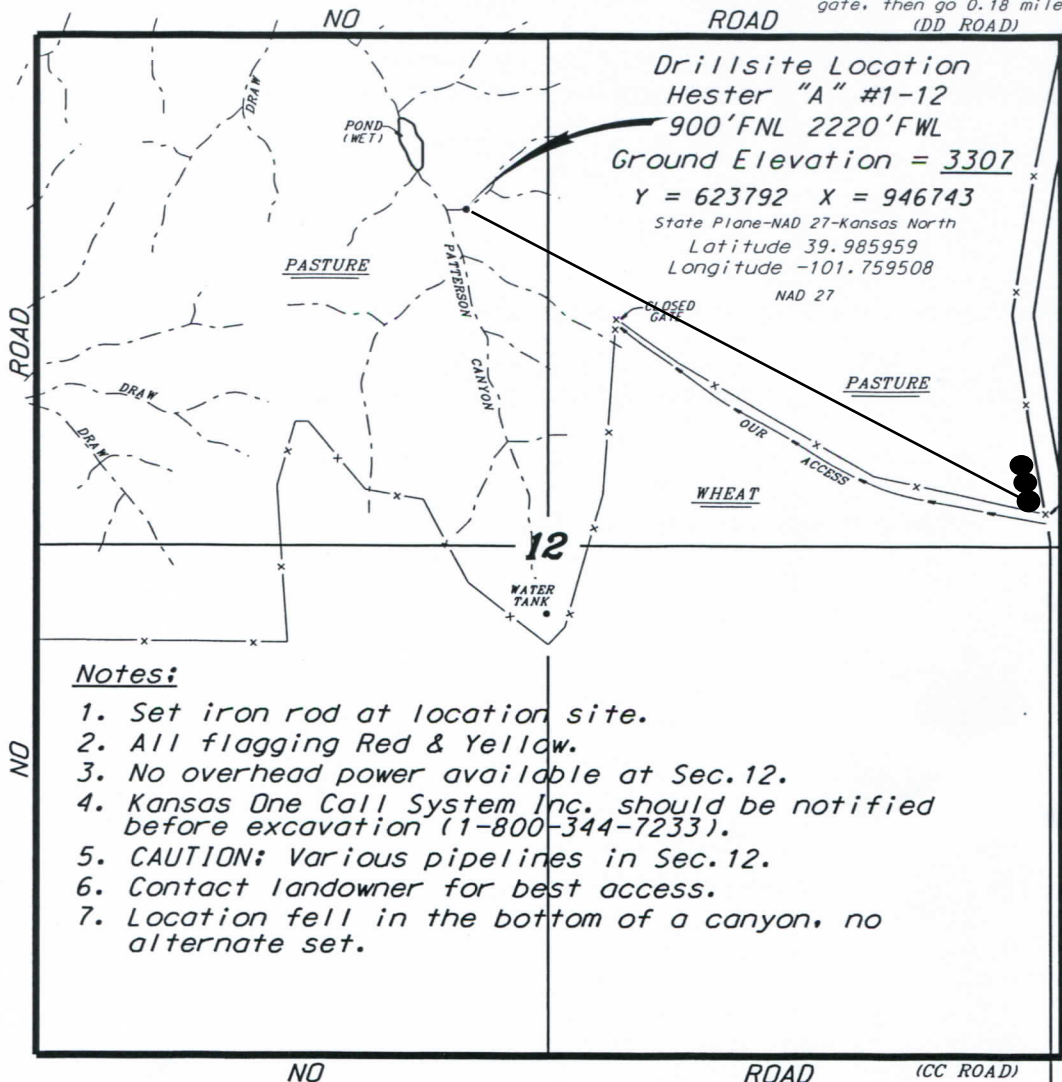 gate, then go 0.18 mile
NO ROAD (DD ROAD)
Drillsite Location
Hester "A" #1-12
900'FNL 2220'FWL
Ground Elevation = 3307
Y = 623792 X = 946743
State Plane-NAD 27-Kansas North
Latitude 39.985959
Longitude -101.759508
NAD 27
DRAW
POND
(WET)
PASTURE
PATTERSON
CANYON
CLOSED
GATE
ROAD
DRAW
DRAW
PASTURE
OUR
ACCESS
WHEAT
12
WATER
TANK
NO
Notes:
1. Set iron rod at location site.
2. All flagging Red & Yellow.
3. No overhead power available at Sec.12.
4. Kansas One Call System Inc. should be notified
before excavation (1-800-344-7233).
5. CAUTION: Various pipelines in Sec.12.
6. Contact landowner for best access.
7. Location fell in the bottom of a canyon, no
alternate set.
NO ROAD (CC ROAD)